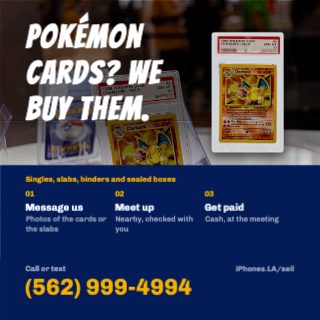 POKÉMON
CARDS? WE
BUY THEM.
Charizard
Singles, slabs, binders and sealed boxes
01
Message us
Photos of the cards or
the slabs
02
Meet up
Nearby, checked with
you
03
Get paid
Cash, at the meeting
Call or text
(562) 999-4994
iPhones.LA/sell